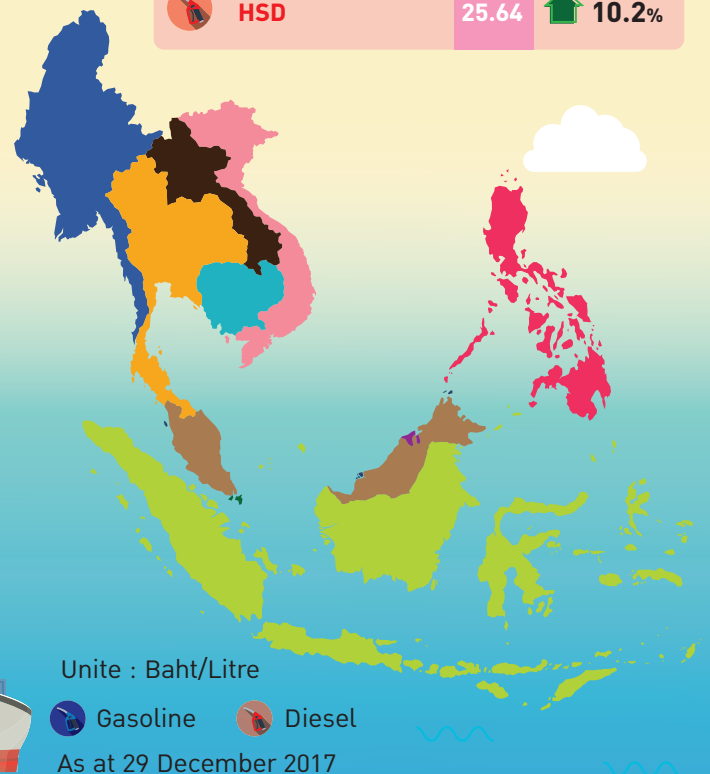 HSD 25.64 10.2%
Unite : Baht/Litre
Gasoline Diesel
As at 29 December 2017